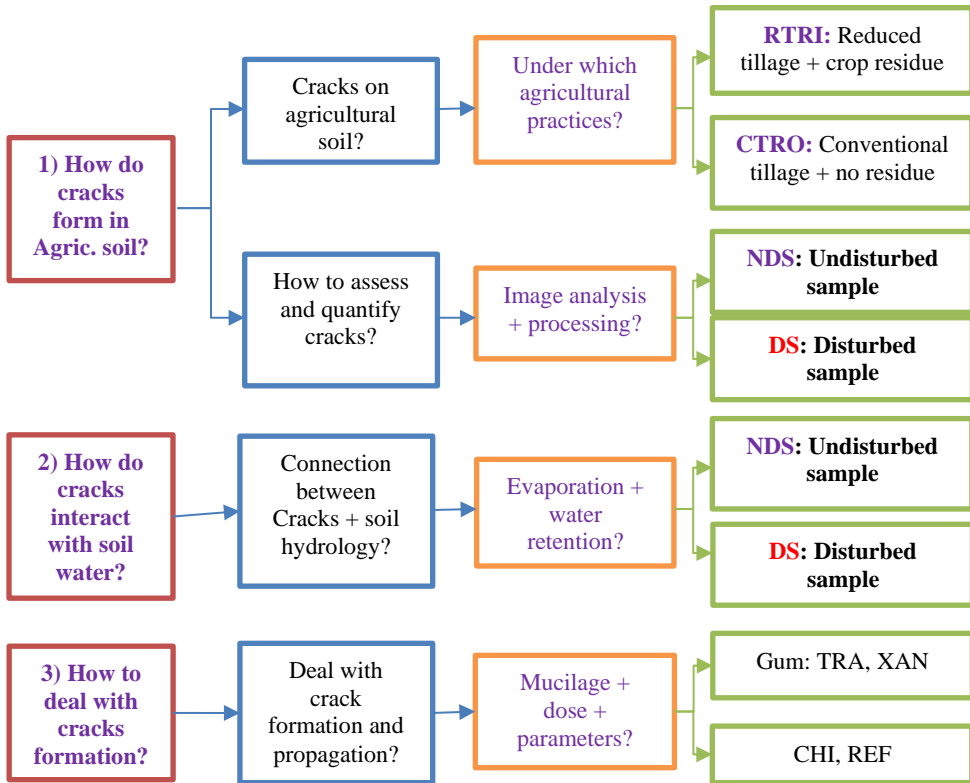 1) How do
cracks
form in
Agric. soil?
Cracks on
agricultural
soil?
Under which
agricultural
practices?
RTRI: Reduced
tillage + crop residue
CTRO: Conventional
tillage + no residue
How to assess
and quantify
cracks?
Image analysis
+ processing?
NDS: Undisturbed
sample
DS: Disturbed
sample
2) How do
cracks
interact
with soil
water?
Connection
between
Cracks + soil
hydrology?
Evaporation +
water
retention?
NDS: Undisturbed
sample
DS: Disturbed
sample
3) How to
deal with
cracks
formation?
Deal with
crack
formation and
propagation?
Mucilage +
dose +
parameters?
Gum: TRA, XAN
CHI, REF